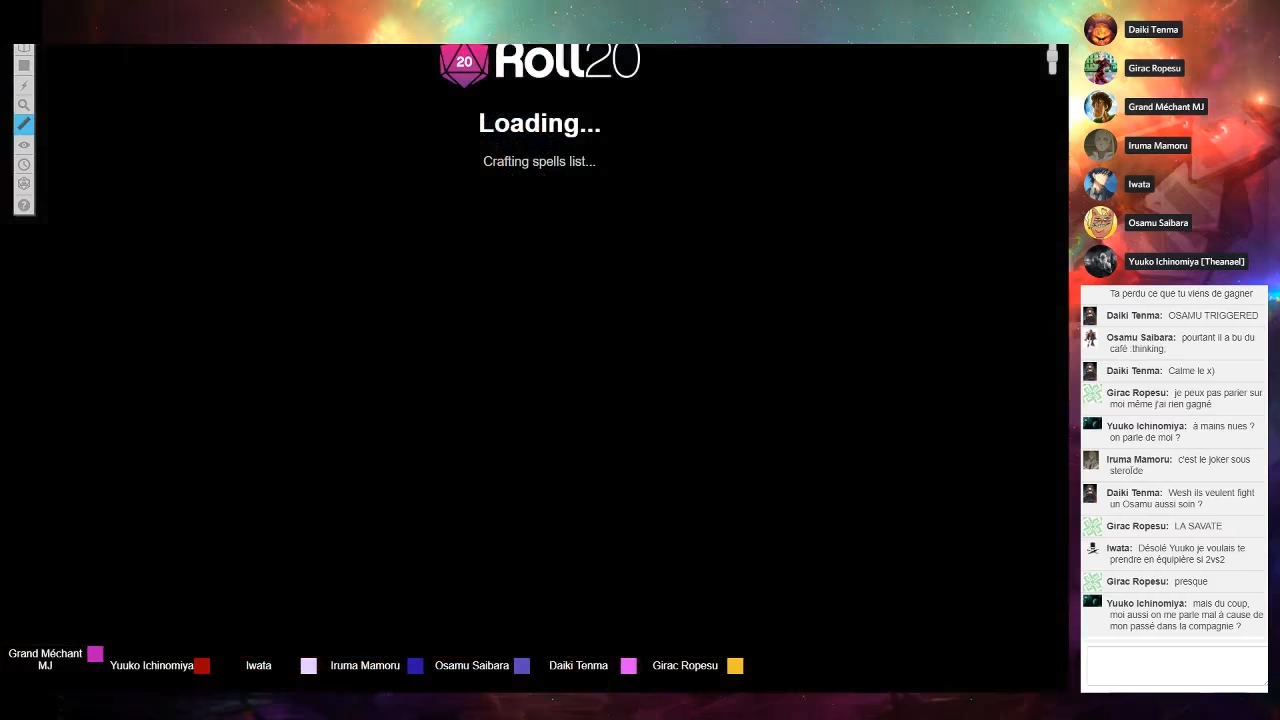 20
Roll20
Loading...
Crafting spells list...
Daiki Tenma
Girac Ropesu
Grand Méchant MJ
Iruma Mamoru
Iwata
Osamu Saibara
Yuuko Ichinomiya [Theanael]
Ta perdu ce que tu viens de gagner
Daiki Tenma: OSAMU TRIGGERED
Osamu Saibara: pourtant il a bu du
café :thinking;
Daiki Tenma: Calme le x)
Girac Ropesu: je peux pas parier sur
moi même j'ai rien gagné
Yuuko Ichinomiya: à mains nues ?
on parle de moi ?
Iruma Mamoru: c'est le joker sous
steroïde
Daiki Tenma: Wesh ils veulent fight
un Osamu aussi soin ?
Girac Ropesu: LA SAVATE
Iwata: Désolé Yuuko je voulais te
prendre en équipière si 2vs2
Girac Ropesu: presque
Yuuko Ichinomiya: mais du coup,
moi aussi on me parle mal à cause de
mon passé dans la compagnie ?
Grand Méchant
MJ
Yuuko Ichinomiya
Iwata
Iruma Mamoru
Osamu Saibara
Daiki Tenma
Girac Ropesu